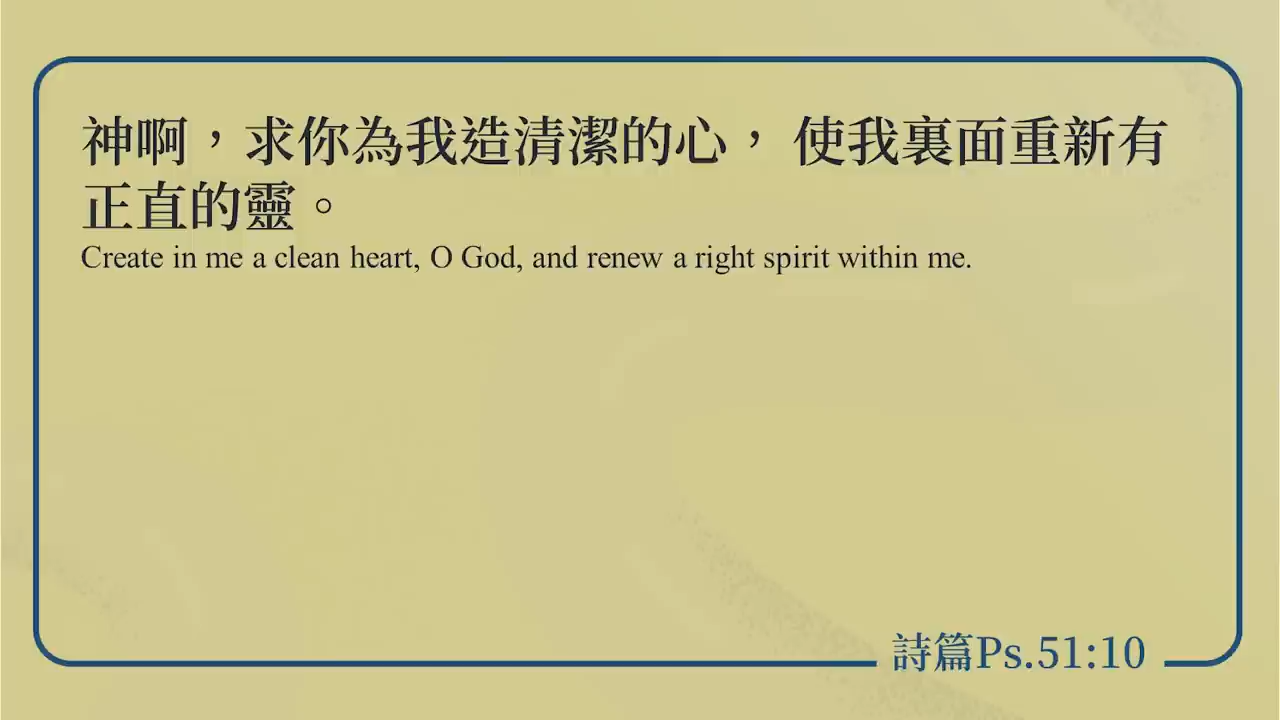 神啊，求你為我造清潔的心， 使我裏面重新有
正直的靈。
Create in me a clean heart, O God, and renew a right spirit within me.
詩篇Ps.51:10